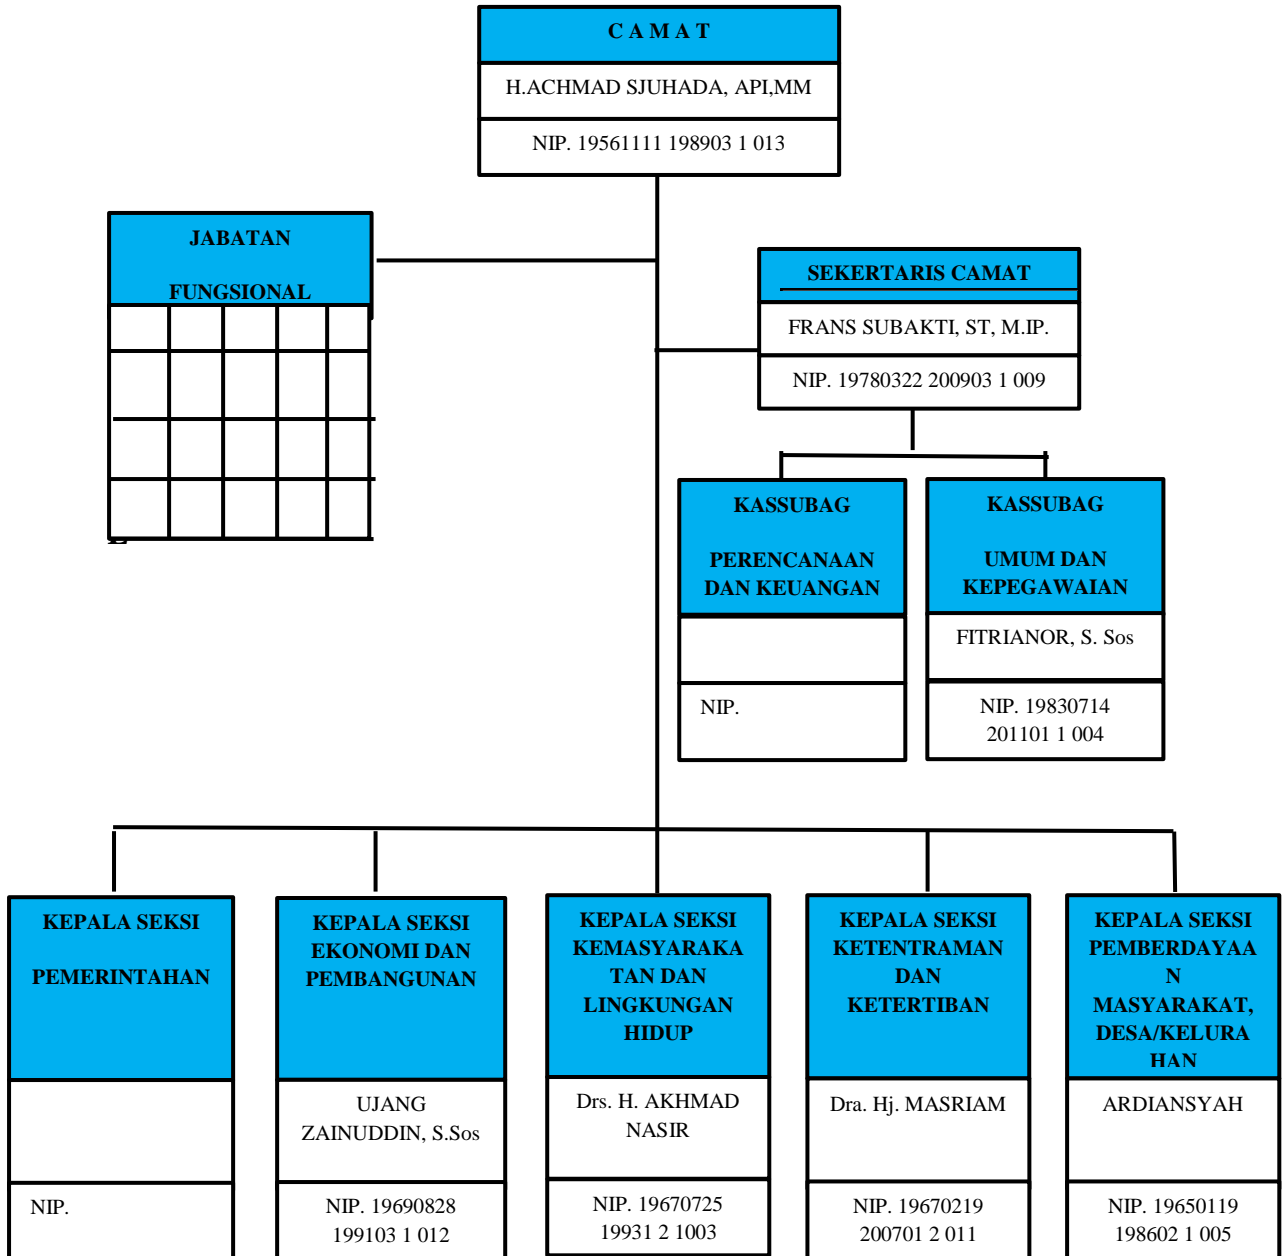 C A M A T
H.ACHMAD SJUHADA, API,MM
NIP. 19561111 198903 1 013
JABATAN
FUNGSIONAL
SEKERTARIS CAMAT
FRANS SUBAKTI, ST, M.IP.
NIP. 19780322 200903 1 009
KASSUBAG
PERENCANAAN
DAN KEUANGAN
NIP.
KASSUBAG
UMUM DAN
KEPEGAWAIAN
FITRIANOR, S. Sos
NIP. 19830714
201101 1 004
KEPALA SEKSI
PEMERINTAHAN
NIP.
KEPALA SEKSI
EKONOMI DAN
PEMBANGUNAN
UJANG
ZAINUDDIN, S.Sos
NIP. 19690828
199103 1 012
KEPALA SEKSI
KEMASYARAKA
TAN DAN
LINGKUNGAN
HIDUP
Drs. H. AKHMAD
NASIR
NIP. 19670725
19931 2 1003
KEPALA SEKSI
KETENTRAMAN
DAN
KETERTIBAN
Dra. Hj. MASRIAM
NIP. 19670219
200701 2 011
KEPALA SEKSI
PEMBERDAYAA
N
MASYARAKAT,
DESA/KELURA
HAN
ARDIANSYAH
NIP. 19650119
198602 1 005